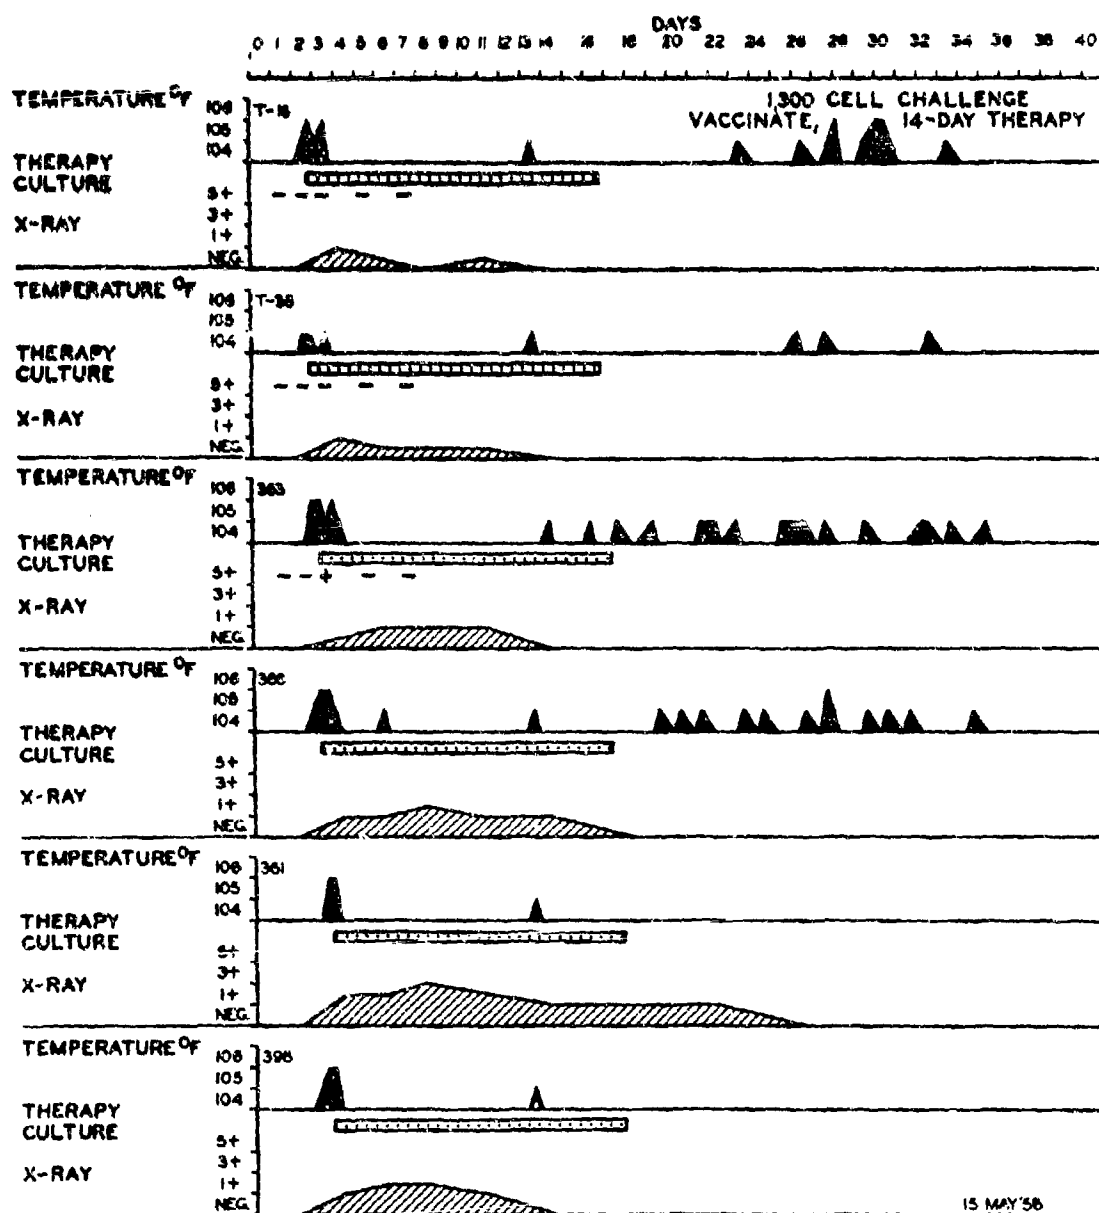 DAYS
0 1 2 3 4 5 6 7 8 9 10 11 12 13 14 16 18 20 22 24 26 28 30 32 34 36 38 40
TEMPERATURE °F
106
T-16
1,300 CELL CHALLENGE
105
VACCINATE, 14-DAY THERAPY
104
THERAPY
CULTURE
5+
- - - - -
3+
X-RAY
1+
NEG.
TEMPERATURE °F
106
105
104
THERAPY
CULTURE
5+
- - - - -
3+
X-RAY
1+
NEG.
TEMPERATURE °F
106
363
105
104
THERAPY
CULTURE
5+
- - + - -
3+
X-RAY
1+
NEG.
TEMPERATURE °F
106
105
104
THERAPY
CULTURE
5+
3+
X-RAY
1+
NEG.
TEMPERATURE °F
106
361
105
104
THERAPY
CULTURE
5+
3+
X-RAY
1+
NEG.
TEMPERATURE °F
106
398
105
104
THERAPY
CULTURE
5+
3+
X-RAY
1+
NEG.
15 MAY '58